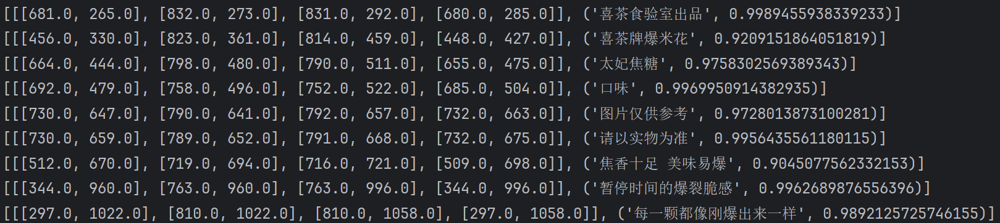 [[[681.0, 265.0], [832.0, 273.0], [831.0, 292.0], [680.0, 285.0]], ('喜茶食验室出品', 0.9989455938339233)]
[[[456.0, 330.0], [823.0, 361.0], [814.0, 459.0], [448.0, 427.0]], ('喜茶牌爆米花', 0.9209151864051819)]
[[[664.0, 444.0], [798.0, 480.0], [790.0, 511.0], [655.0, 475.0]], ('太妃焦糖', 0.9758302569389343)]
[[[692.0, 479.0], [758.0, 496.0], [752.0, 522.0], [685.0, 504.0]], ('口味', 0.9969950914382935)]
[[[730.0, 647.0], [790.0, 641.0], [792.0, 657.0], [732.0, 663.0]], ('图片仅供参考', 0.9728013873100281)]
[[[730.0, 659.0], [789.0, 652.0], [791.0, 668.0], [732.0, 675.0]], ('请以实物为准', 0.9956435561180115)]
[[[512.0, 670.0], [719.0, 694.0], [716.0, 721.0], [509.0, 698.0]], ('焦香十足 美味易爆', 0.9045077562332153)]
[[[344.0, 960.0], [763.0, 960.0], [763.0, 996.0], [344.0, 996.0]], ('暂停时间的爆裂脆感', 0.9962689876556396)]
[[[297.0, 1022.0], [810.0, 1022.0], [810.0, 1058.0], [297.0, 1058.0]], ('每一颗都像刚爆出来一样', 0.9892125725746155)]